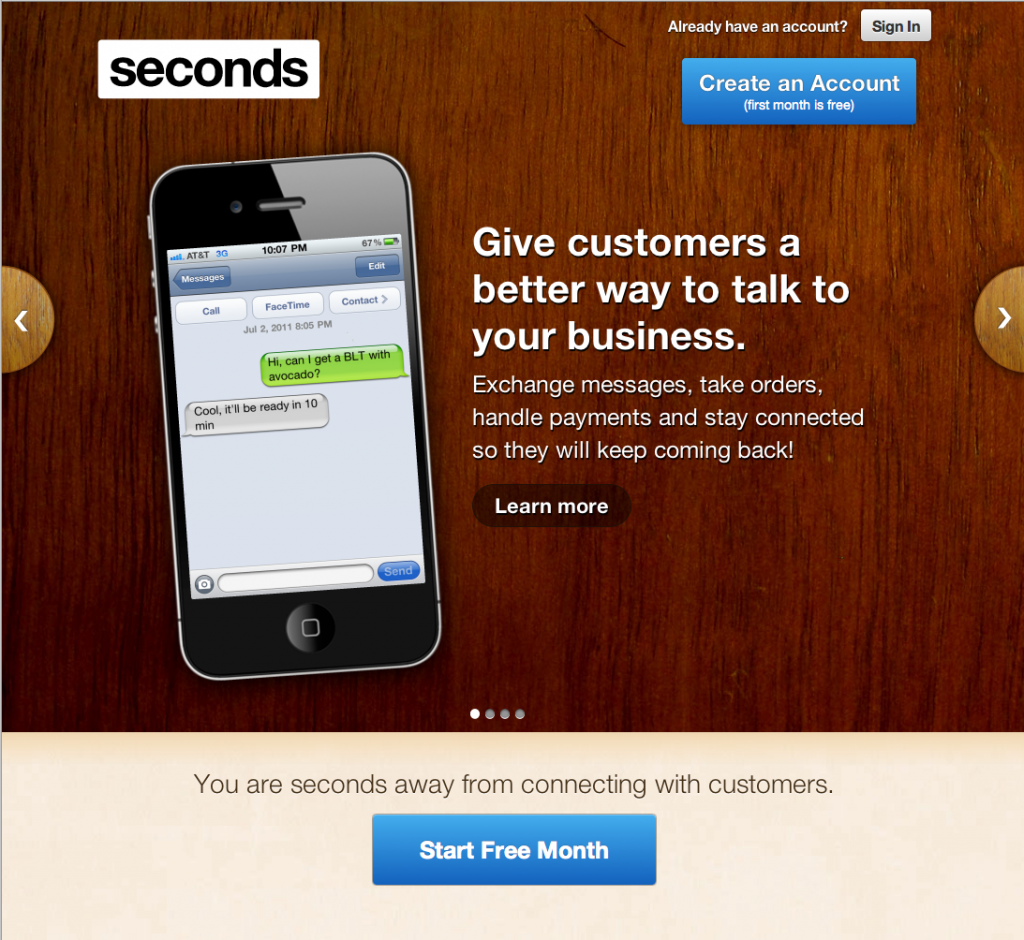 Already have an account? Sign In
seconds
Create an Account
(first month is free)
AT&T 3G 10:07 PM 67%
Messages Edit
Call FaceTime Contact
Jul 2, 2011 8:05 PM
Hi, can I get a BLT with
avocado?
Cool, it'll be ready in 10
min
Send
Give customers a
better way to talk to
your business.
Exchange messages, take orders,
handle payments and stay connected
so they will keep coming back!
Learn more
You are seconds away from connecting with customers.
Start Free Month